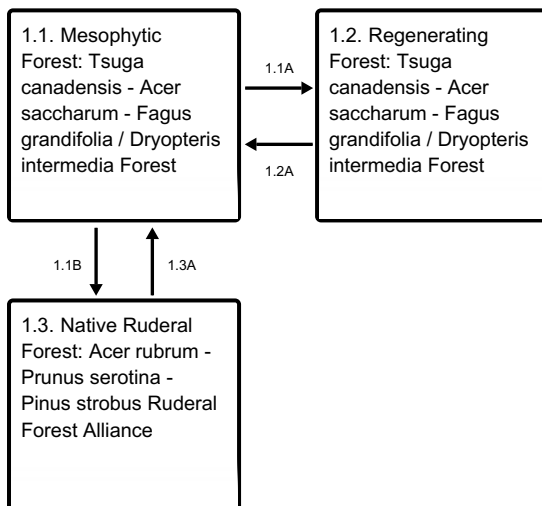 1.1. Mesophytic
Forest: Tsuga
canadensis - Acer
saccharum - Fagus
grandifolia / Dryopteris
intermedia Forest
1.1A
1.2A
1.2. Regenerating
Forest: Tsuga
canadensis - Acer
saccharum - Fagus
grandifolia / Dryopteris
intermedia Forest
1.1B
1.3A
1.3. Native Ruderal
Forest: Acer rubrum -
Prunus serotina -
Pinus strobus Ruderal
Forest Alliance